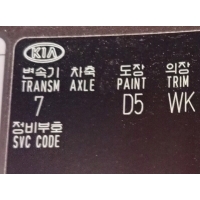 KIA
변속기 차축 도장 의장
TRANSM AXLE PAINT TRIM
7 D5 WK
정비부호
SVC CODE